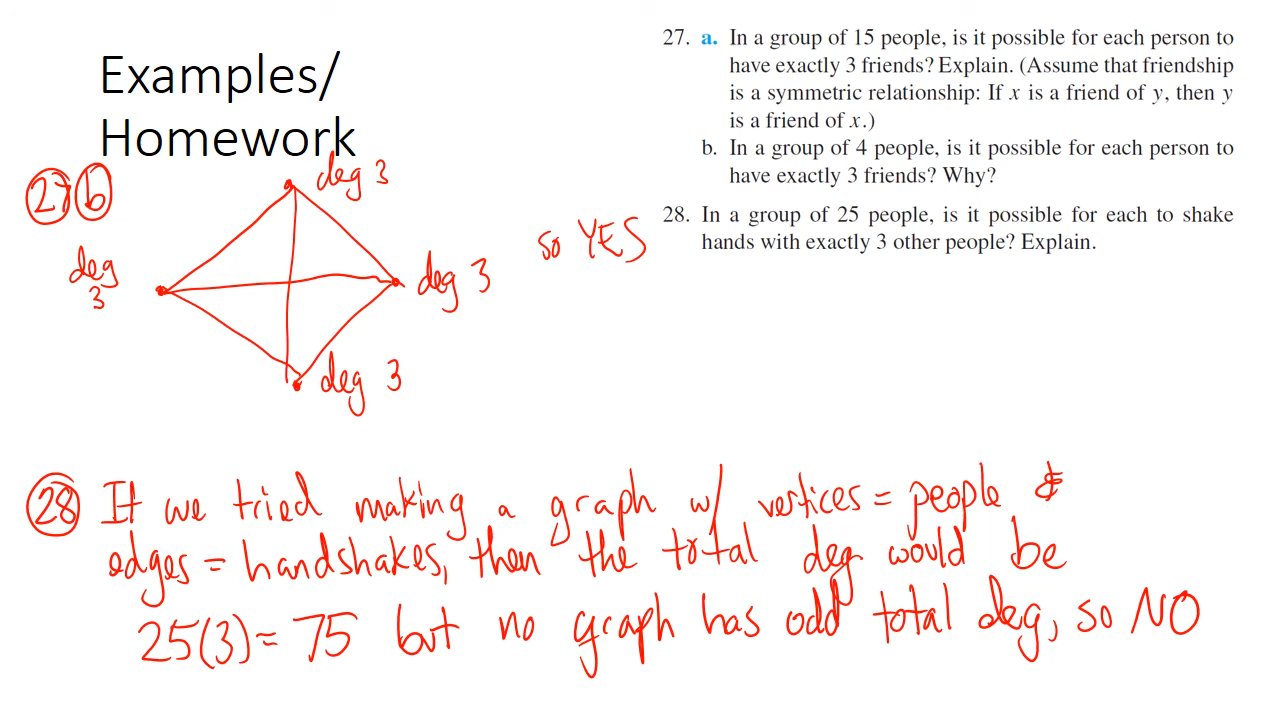 Examples/
Homework
27. a. In a group of 15 people, is it possible for each person to
have exactly 3 friends? Explain. (Assume that friendship
is a symmetric relationship: If x is a friend of y, then y
is a friend of x.)
b. In a group of 4 people, is it possible for each person to
have exactly 3 friends? Why?
28. In a group of 25 people, is it possible for each to shake
hands with exactly 3 other people? Explain.
27 b
deg 3
deg
3
deg 3
so YES
deg 3
28 If we tried making a graph w/ vertices = people &
edges = handshakes, then the total deg would be
25(3) = 75 but no graph has odd total deg, so NO